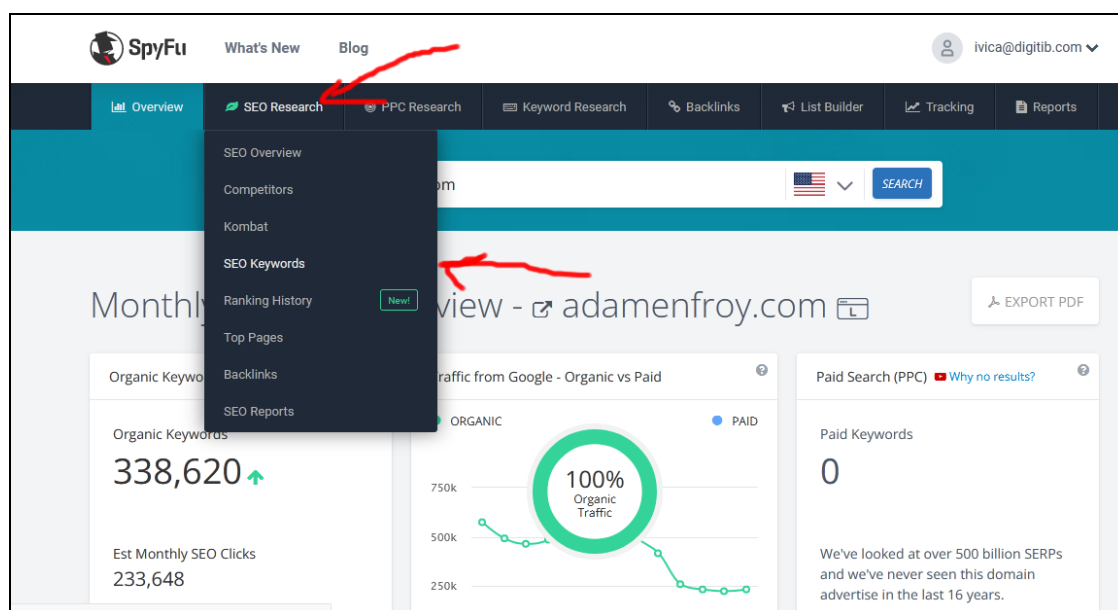 SpyFu What's New Blog ivica@digitib.com
Overview SEO Research PPC Research Keyword Research Backlinks List Builder Tracking Reports
SEO Overview
Competitors
om SEARCH
Kombat
SEO Keywords
Ranking History New!
Monthl view - adamenfroy.com EXPORT PDF
Top Pages
Backlinks
SEO Reports
Organic Keywo raffic from Google - Organic vs Paid Paid Search (PPC) Why no results?
ORGANIC PAID
Organic Keywords
338,620
100%
Organic
Traffic
750k
500k
250k
Paid Keywords
0
Est Monthly SEO Clicks
233,648
We've looked at over 500 billion SERPs
and we've never seen this domain
advertise in the last 16 years.